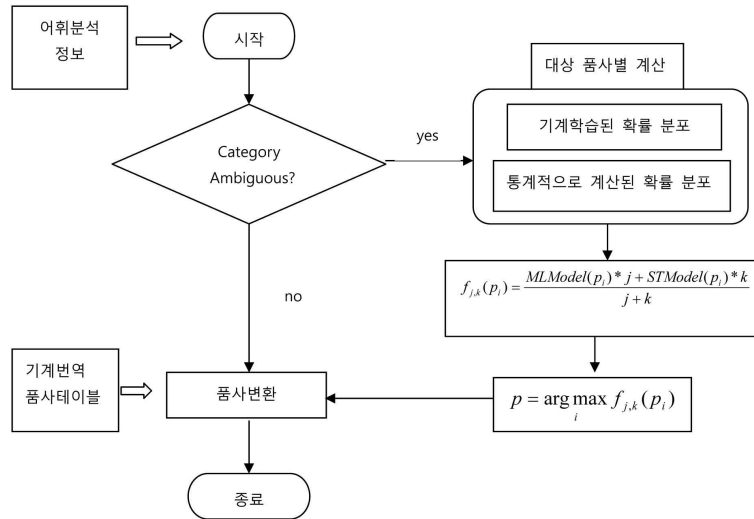 어휘분석
정보
시작
대상 품사별 계산
기계학습된 확률 분포
통계적으로 계산된 확률 분포
Category
Ambiguous?
yes
no
f_{j,k}(p_i) = \frac{MLModel(p_i) * j + STModel(p_i) * k}{j + k}
p = \arg\max_i f_{j,k}(p_i)
기계번역
품사테이블
품사변환
종료